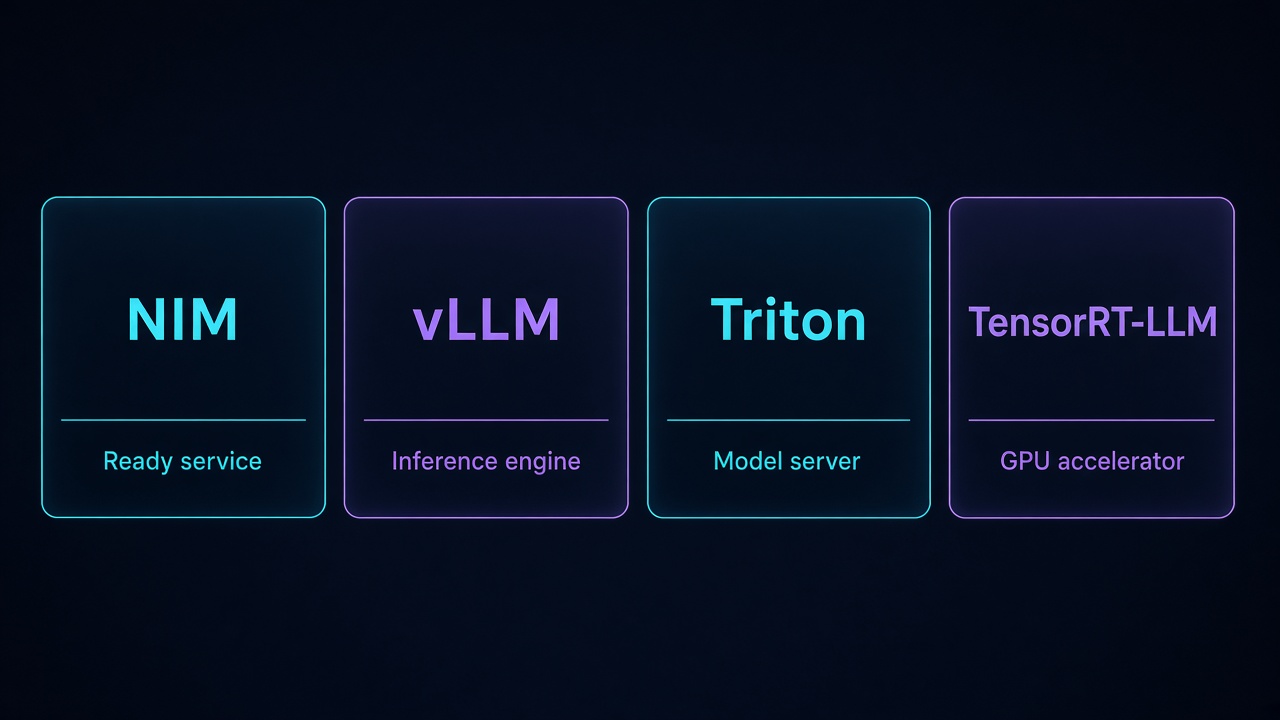 NIM
Ready service
vLLM
Inference engine
Triton
Model server
TensorRT-LLM
GPU accelerator